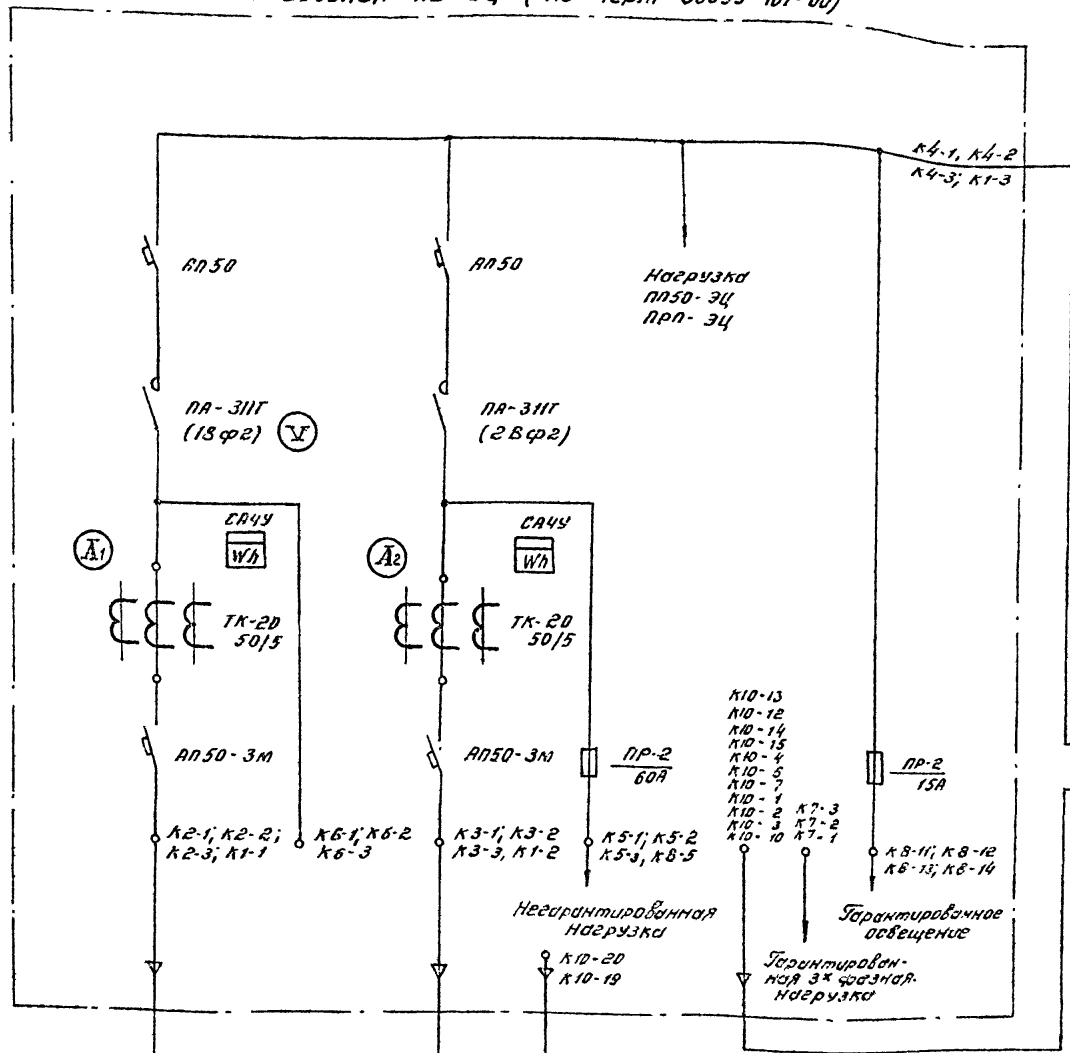 К4-1, К4-2
К4-3; К1-3
АП50
АП50
Нагрузка
ПП50-ЭЦ
ПРП-ЭЦ
ПА-311Т
(1Вф2)
V
ПА-311Т
(2Вф2)
СА4У
Wh
СА4У
Wh
А1
А2
ТК-20
50/5
ТК-20
50/5
К10-13
К10-12
К10-14
К10-15
К10-4
К10-5
К10-7
К10-1
К10-2
К10-3
К10-10
К7-3
К7-2
К7-1
АП50-3м
АП50-3м
ПР-2
60А
ПР-2
15А
К2-1; К2-2;
К2-3; К1-1
К6-1; К6-2
К6-3
К3-1; К3-2
К3-3, К1-2
К5-1; К5-2
К5-3, К8-5
К8-11; К8-12
К8-13; К8-14
Негарантированная
нагрузка
Гарантированное
освещение
К10-20
К10-19
Гарантирован-
ная 3х фазная
нагрузка